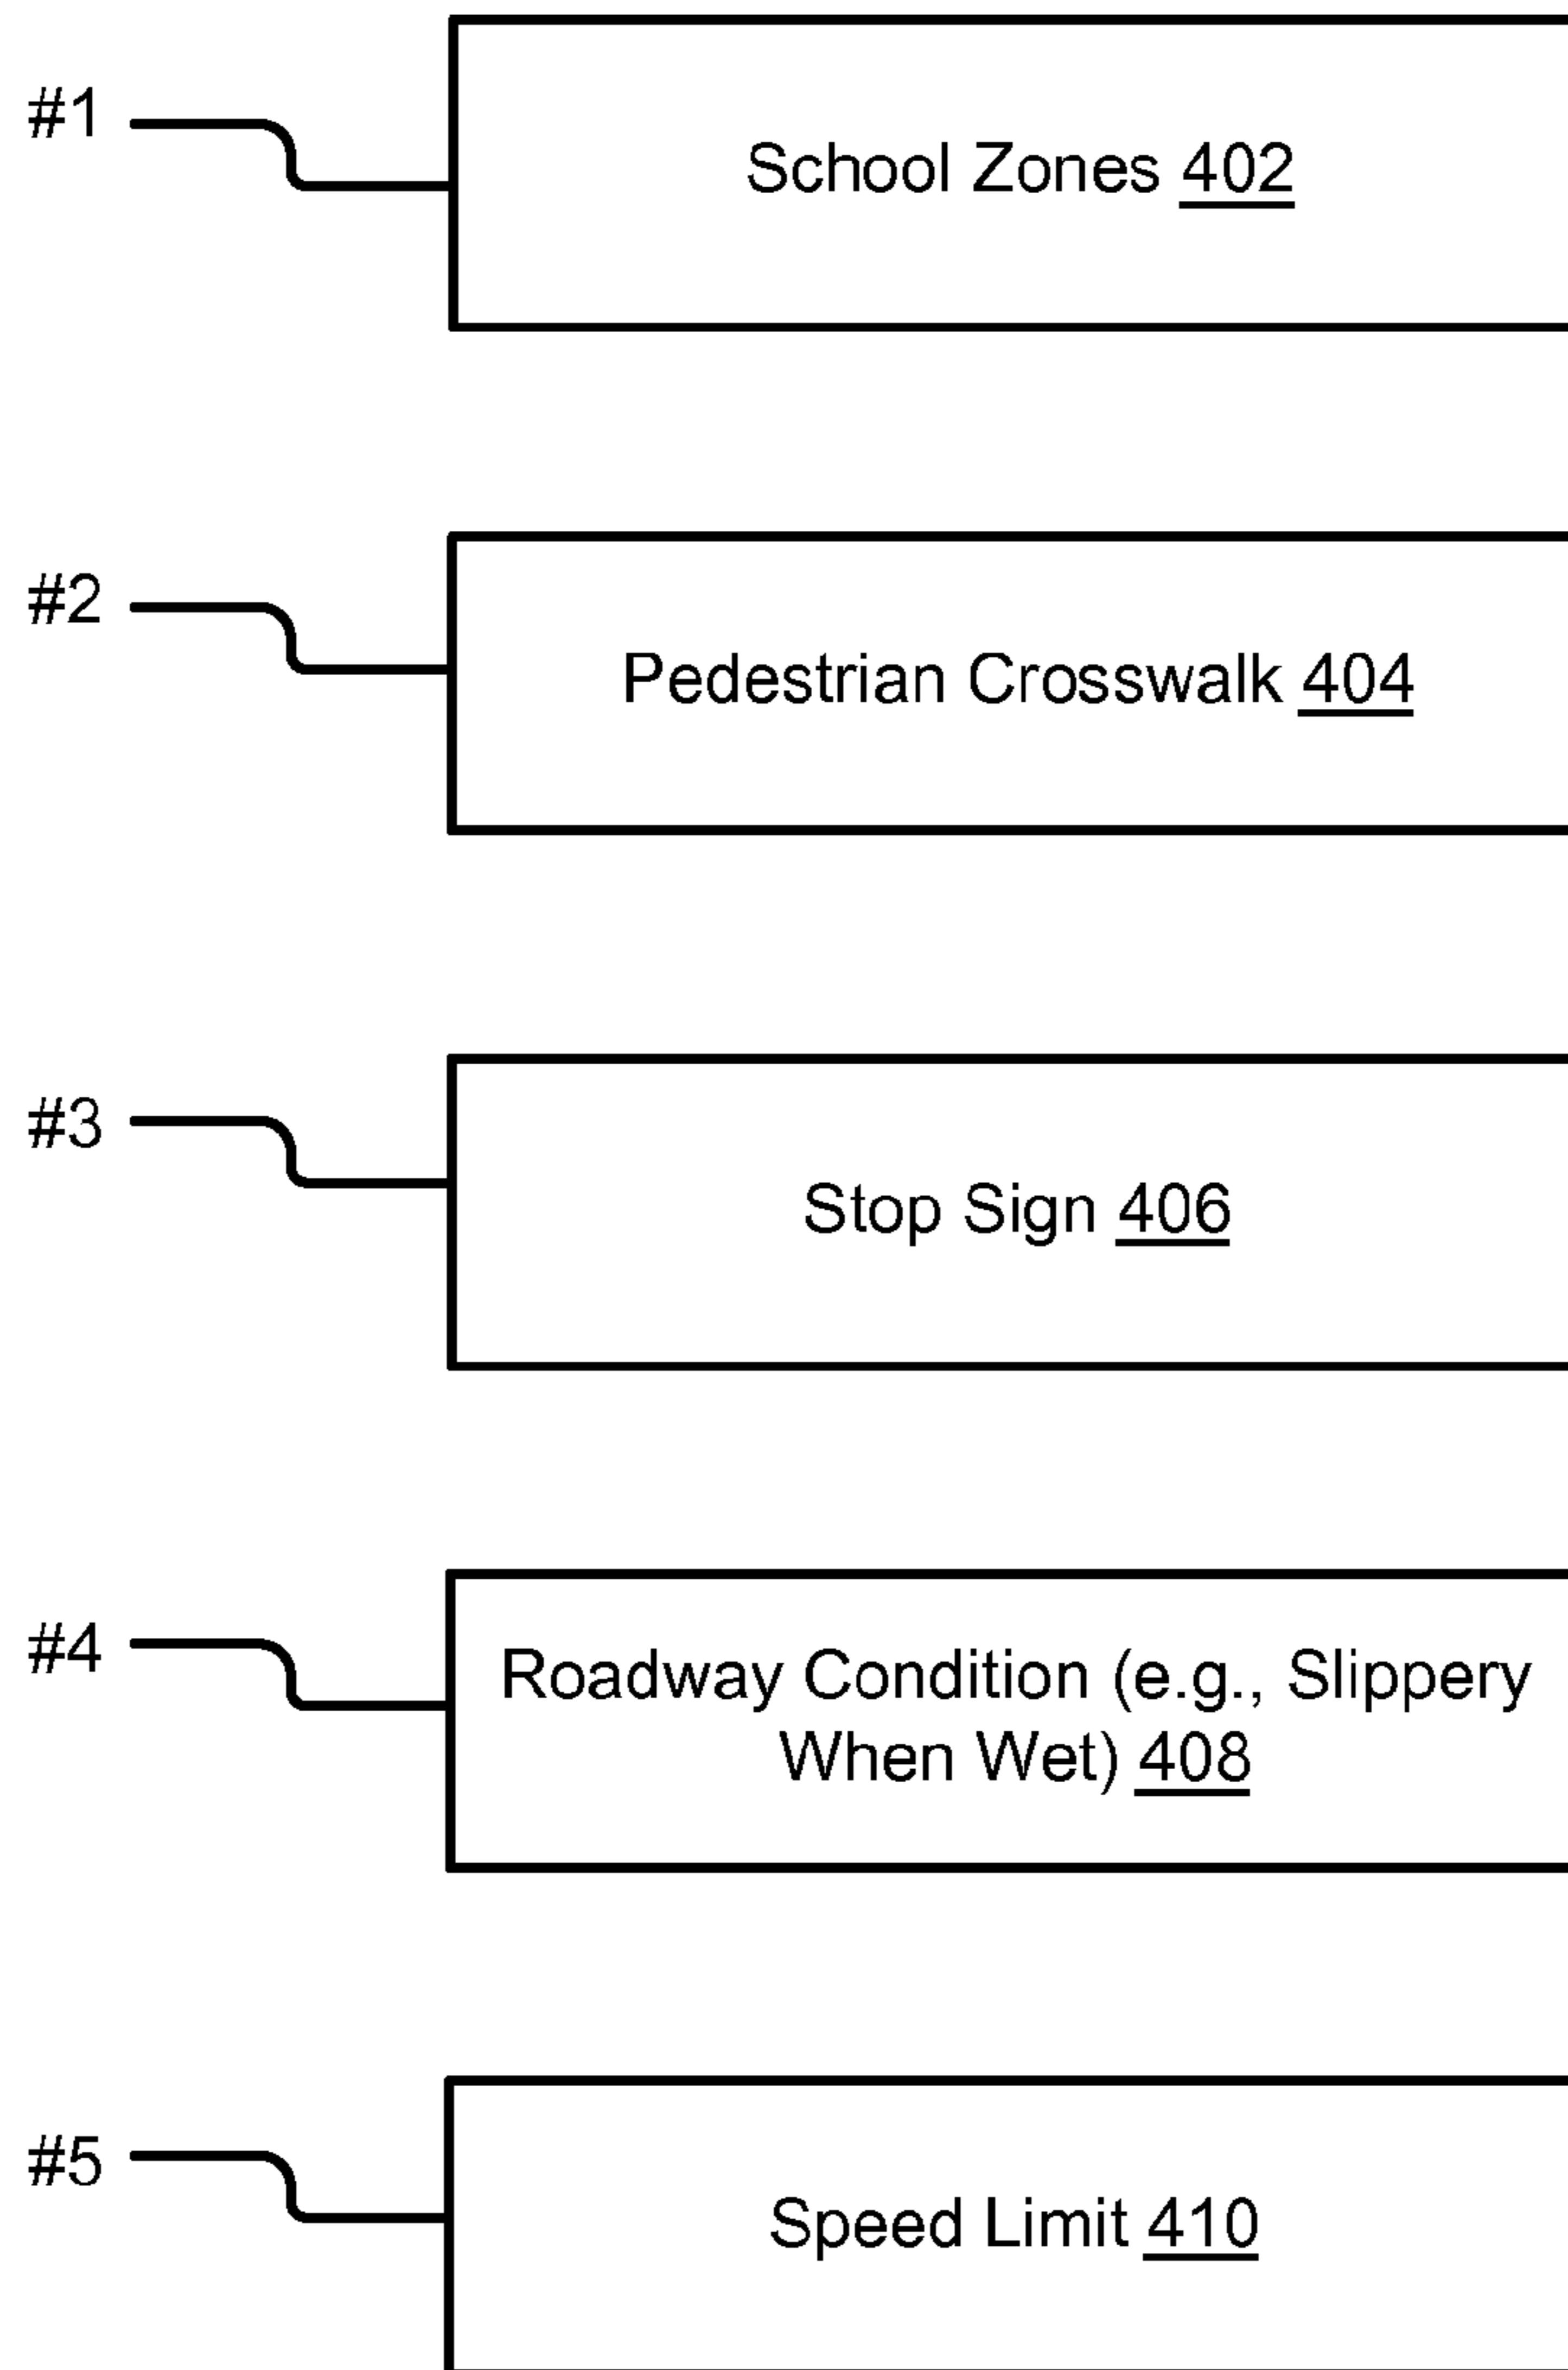 #1
School Zones 402
#2
Pedestrian Crosswalk 404
#3
Stop Sign 406
#4
Roadway Condition (e.g., Slippery
When Wet) 408
#5
Speed Limit 410